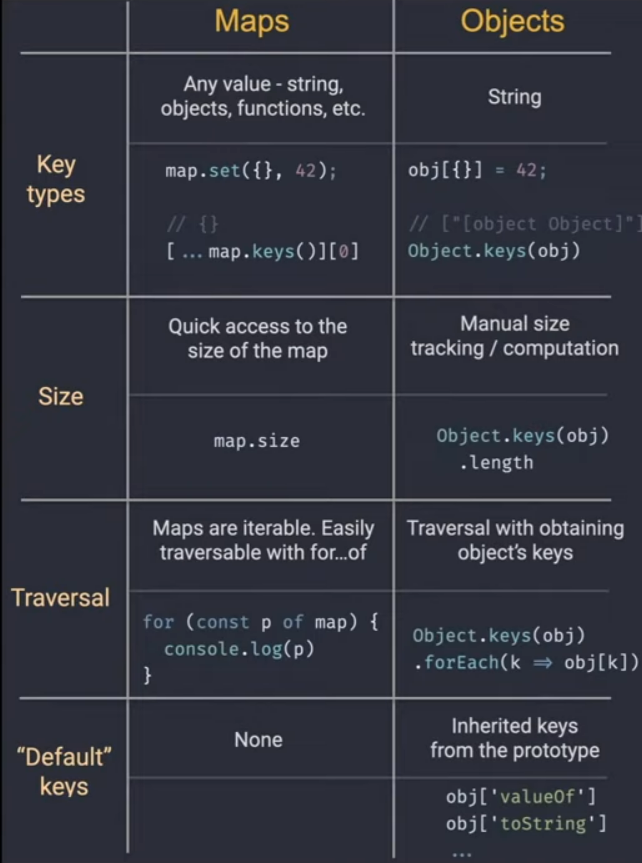 Maps
Objects
Key
types
Any value - string,
objects, functions, etc.
String
map.set({}, 42);
// {}
[ ... map.keys()][0]
obj[{}] = 42;
// ["[object Object]"]
Object.keys(obj)
Size
Quick access to the
size of the map
Manual size
tracking / computation
map.size
Object.keys(obj)
.length
Traversal
Maps are iterable. Easily
traversable with for...of
Traversal with obtaining
object's keys
for (const p of map) {
console.log(p)
}
Object.keys(obj)
.forEach(k ⇒ obj[k])
“Default”
keys
None
Inherited keys
from the prototype
obj['valueOf']
obj['toString']
...